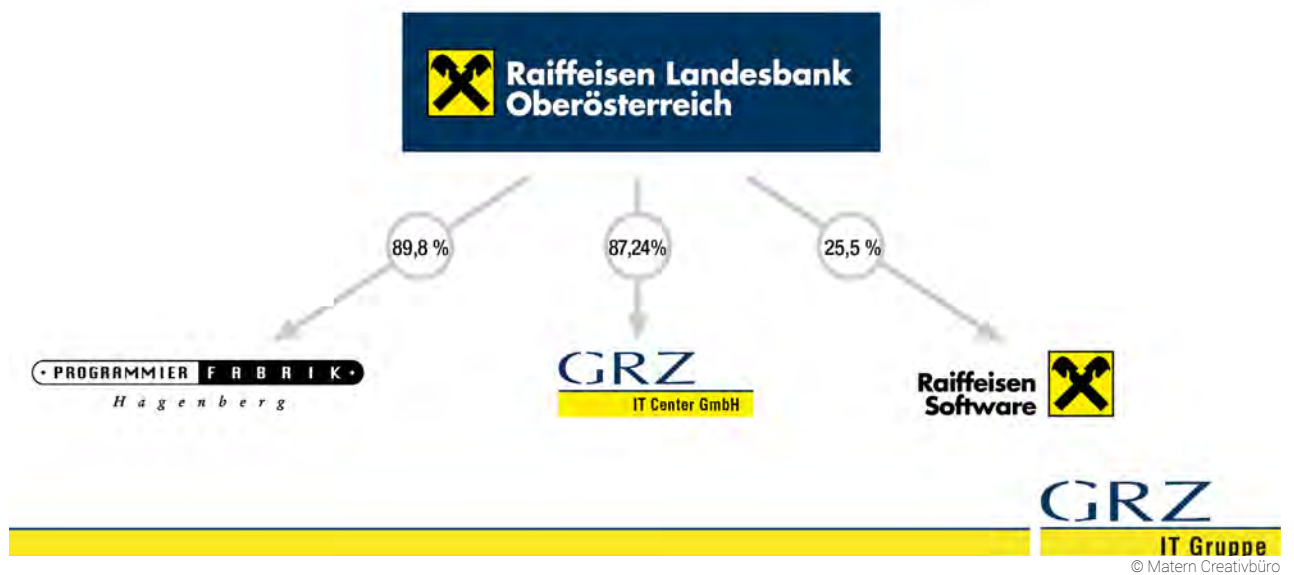 Raiffeisen Landesbank
Oberösterreich
89,8 %
87,24%
25,5 %
• PROGRAMMIER FABRIK •
Hagenberg
GRZ
IT Center GmbH
Raiffeisen
Software
GRZ
IT Gruppe
© Matern Creativbüro